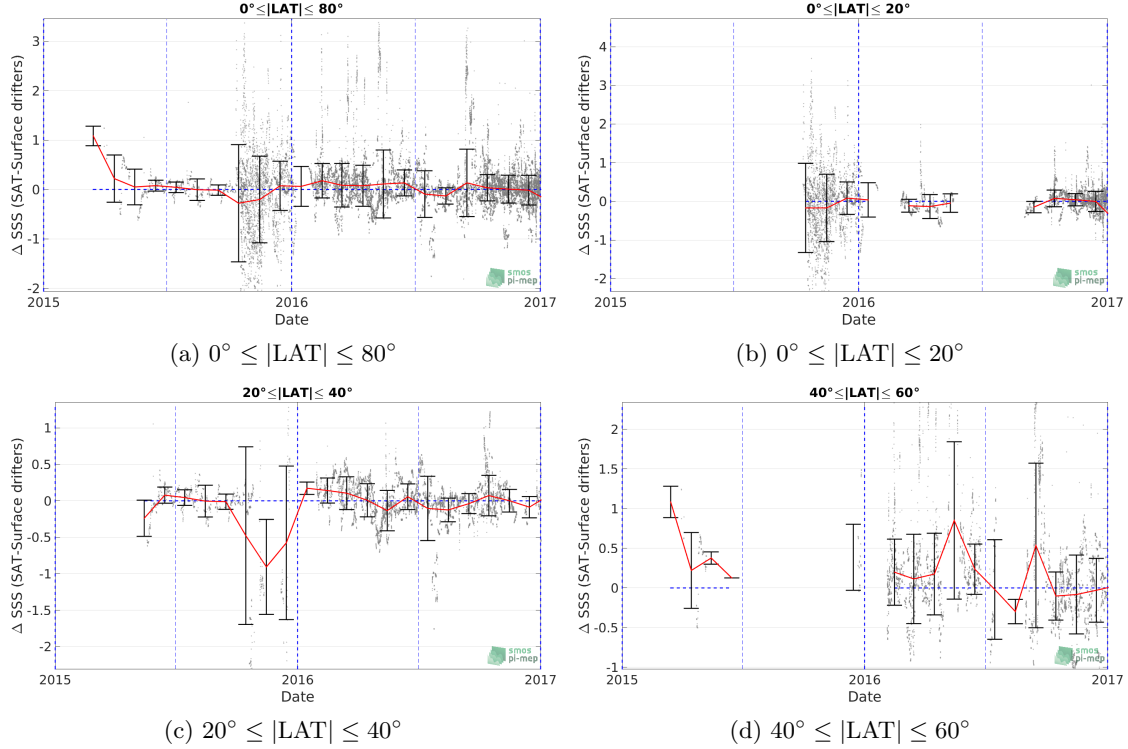 0°≤|LAT|≤ 80°
Δ SSS (SAT-Surface drifters)
3
2
1
0
-1
-2
2015
2016
2017
Date
smos
pi-mep
(a) 0° ≤ |LAT| ≤ 80°
0°≤|LAT|≤ 20°
Δ SSS (SAT-Surface drifters)
4
3
2
1
0
-1
-2
2015
2016
2017
Date
smos
pi-mep
(b) 0° ≤ |LAT| ≤ 20°
20°≤|LAT|≤ 40°
Δ SSS (SAT-Surface drifters)
1
0.5
0
-0.5
-1
-1.5
-2
2015
2016
2017
Date
smos
pi-mep
(c) 20° ≤ |LAT| ≤ 40°
40°≤|LAT|≤ 60°
Δ SSS (SAT-Surface drifters)
2
1.5
1
0.5
0
-0.5
-1
2015
2016
2017
Date
smos
pi-mep
(d) 40° ≤ |LAT| ≤ 60°